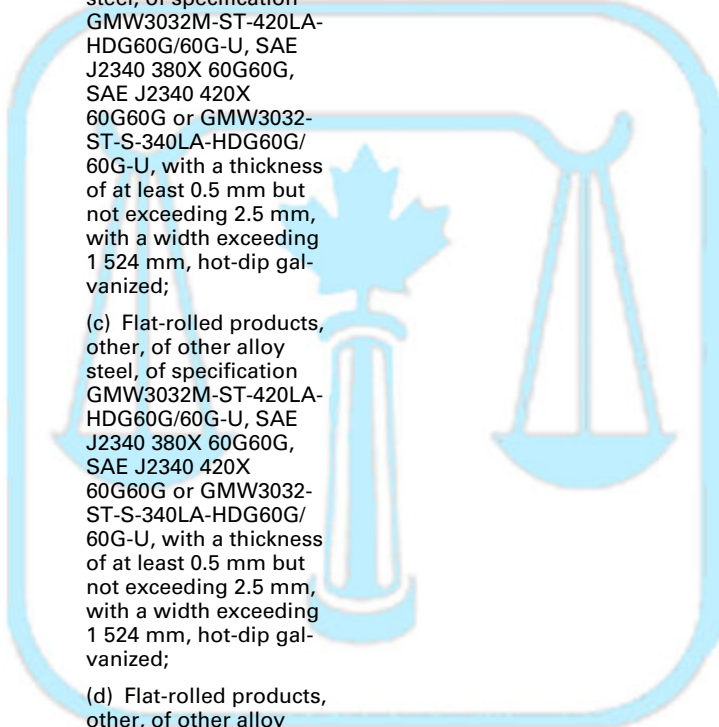 steel, of specification
GMW3032M-ST-420LA-
HDG60G/60G-U, SAE
J2340 380X 60G60G,
SAE J2340 420X
60G60G or GMW3032-
ST-S-340LA-HDG60G/
60G-U, with a thickness
of at least 0.5 mm but
not exceeding 2.5 mm,
with a width exceeding
1 524 mm, hot-dip gal-
vanized;
(c) Flat-rolled products,
other, of other alloy
steel, of specification
GMW3032M-ST-420LA-
HDG60G/60G-U, SAE
J2340 380X 60G60G,
SAE J2340 420X
60G60G or GMW3032-
ST-S-340LA-HDG60G/
60G-U, with a thickness
of at least 0.5 mm but
not exceeding 2.5 mm,
with a width exceeding
1 524 mm, hot-dip gal-
vanized;
(d) Flat-rolled products,
other, of other alloy